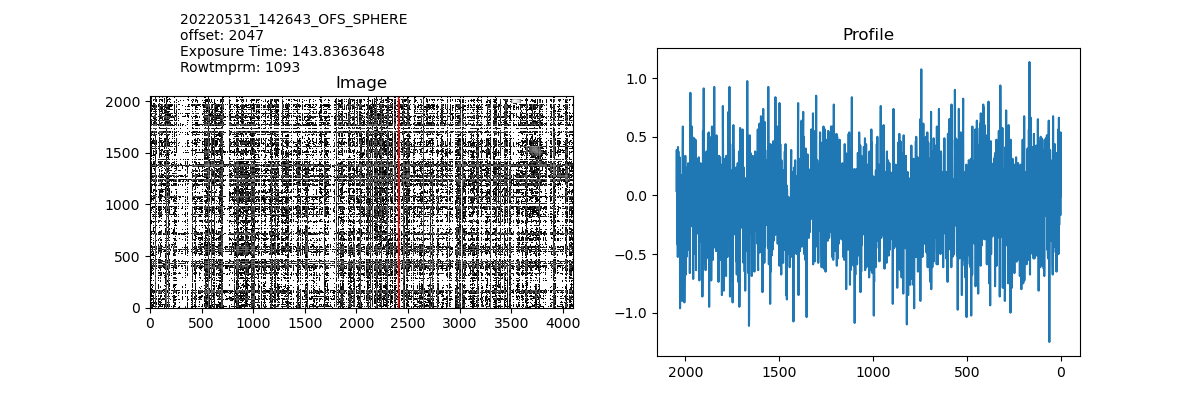 20220531_142643_OFS_SPHERE
offset: 2047
Exposure Time: 143.8363648
Rowtmprm: 1093
Image
2000
1500
1000
500
0
0 500 1000 1500 2000 2500 3000 3500 4000
Profile
1.0
0.5
0.0
−0.5
−1.0
2000 1500 1000 500 0